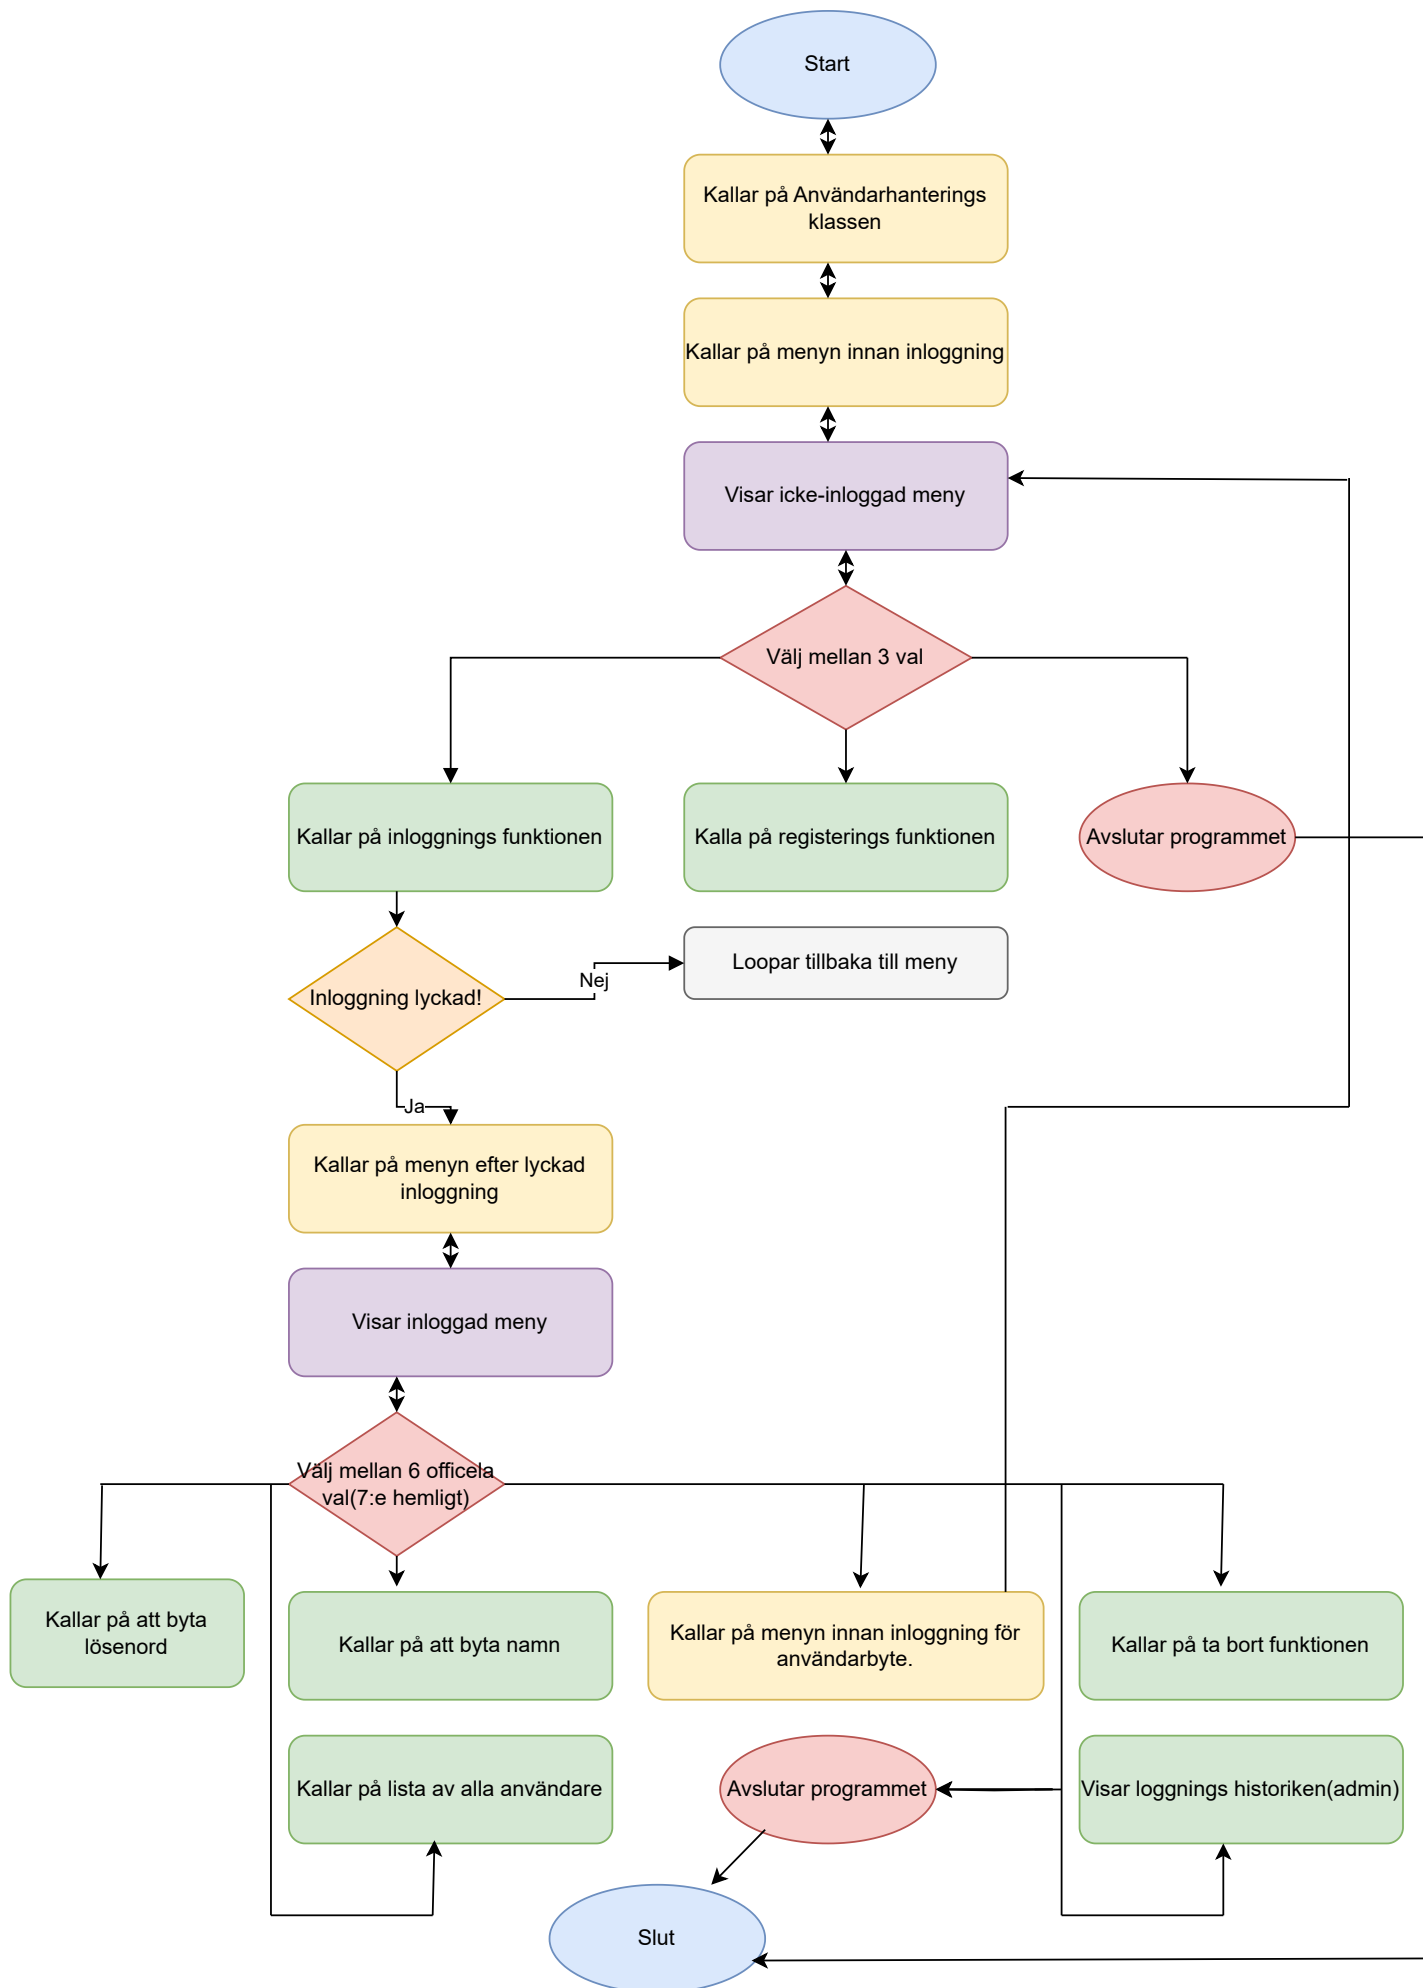 Start
Kallar på Användarhanterings
klassen
Kallar på menyn innan inloggning
Visar icke-inloggad meny
Välj mellan 3 val
Kallar på inloggnings funktionen
Kalla på registerings funktionen
Avslutar programmet
Loopar tillbaka till meny
Nej
Inloggning lyckad!
Ja
Kallar på menyn efter lyckad
inloggning
Visar inloggad meny
Välj mellan 6 officela
val(7:e hemligt)
Kallar på att byta
lösenord
Kallar på att byta namn
Kallar på menyn innan inloggning för
användarbyte.
Kallar på ta bort funktionen
Kallar på lista av alla användare
Avslutar programmet
Visar loggnings historiken(admin)
Slut